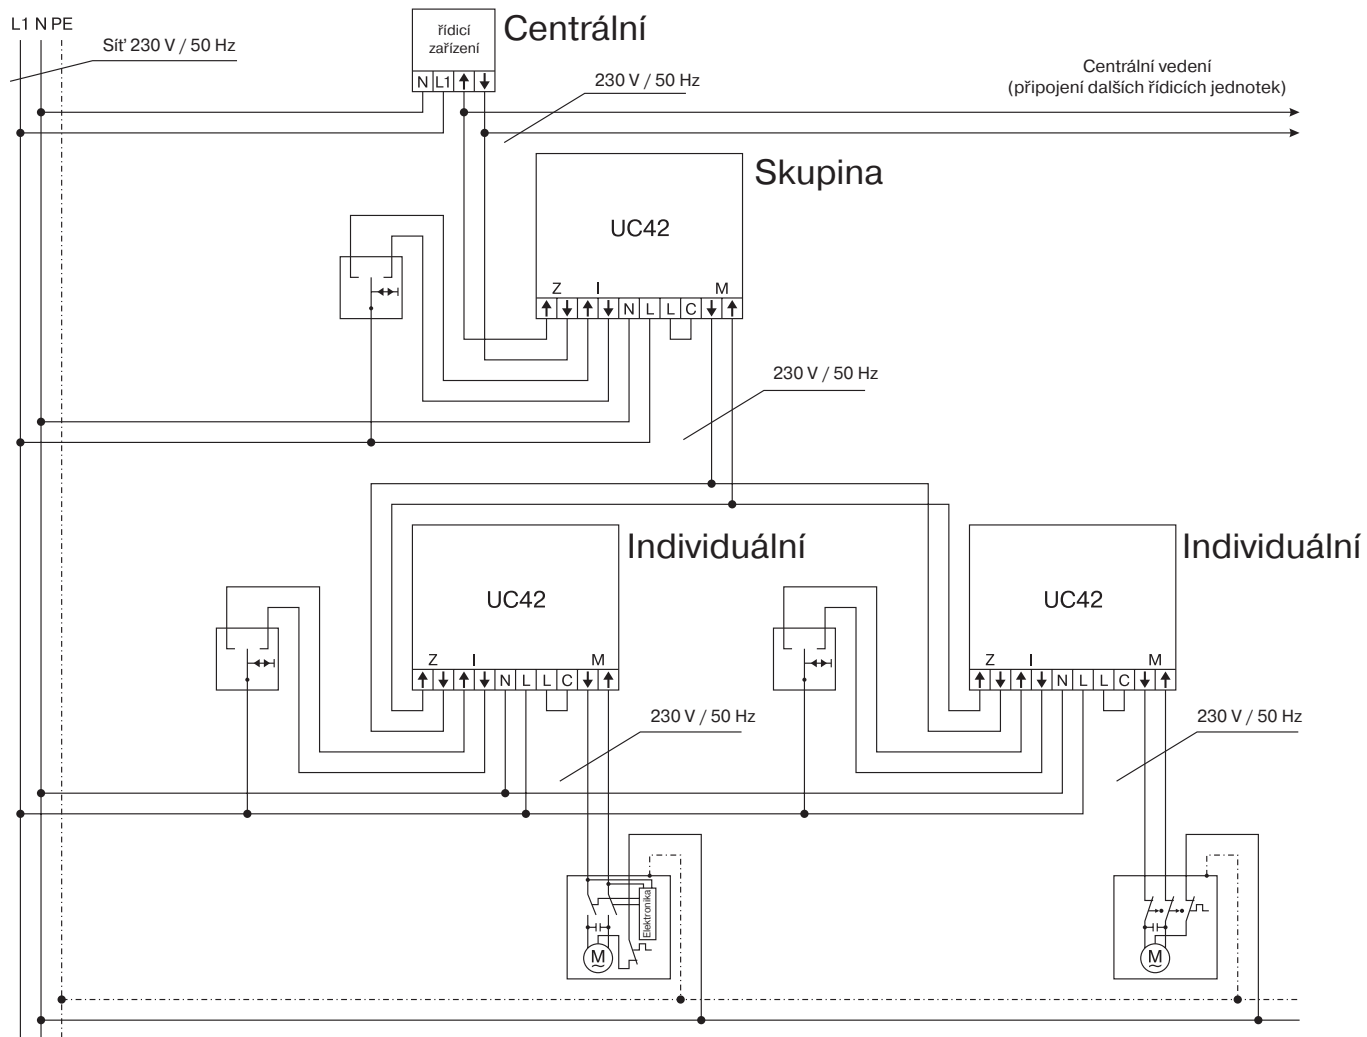 L1 N PE
Síť 230 V / 50 Hz
řídicí
zařízení
Centrální
N L1
230 V / 50 Hz
Centrální vedení
(připojení dalších řídicích jednotek)
Skupina
UC42
Z I M
N L L C
230 V / 50 Hz
Individuální
Individuální
UC42
UC42
Z I M
Z I M
N L L C
N L L C
230 V / 50 Hz
230 V / 50 Hz
Elektronika
M
M